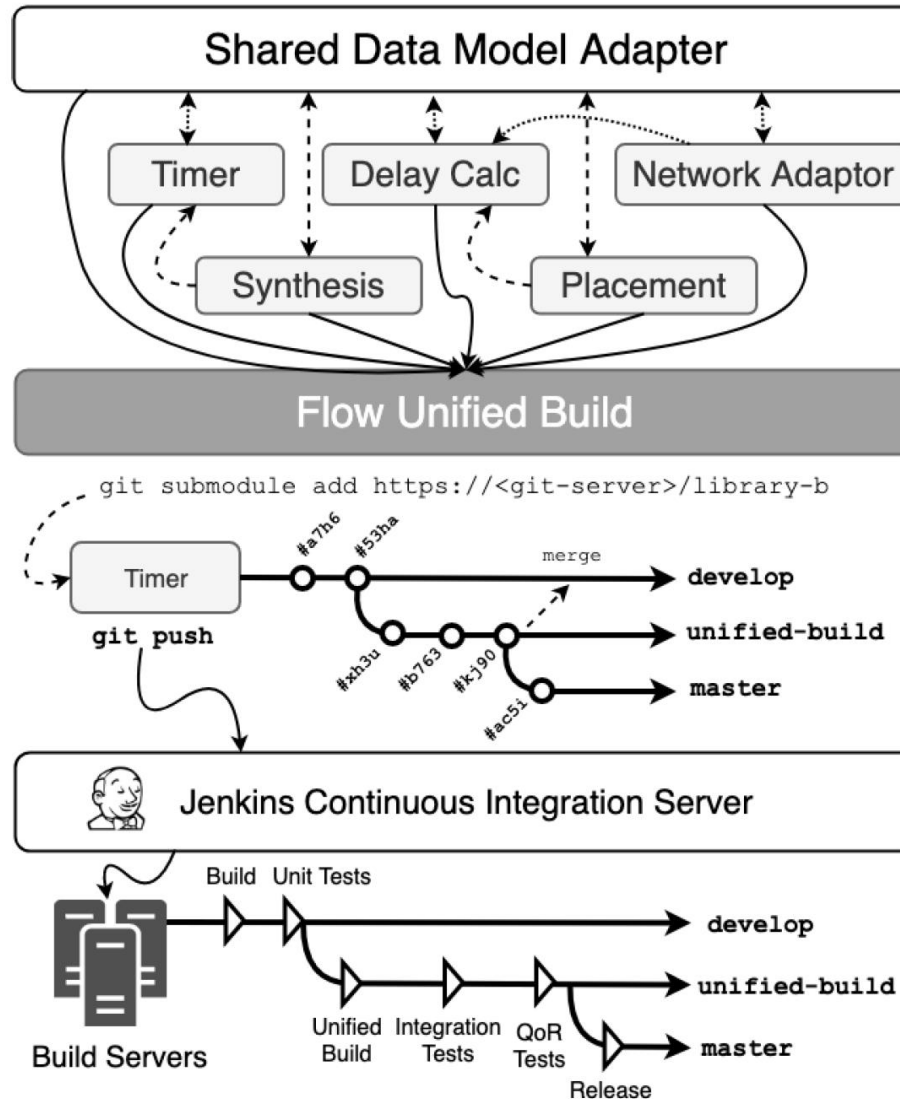 Shared Data Model Adapter
Timer
Delay Calc
Network Adaptor
Synthesis
Placement
Flow Unified Build
git submodule add https://<git-server>/library-b
#a7h6
#53ha
merge
Timer
develop
git push
unified-build
#xh3u
#b763
#kj90
master
#ac5i
Jenkins Continuous Integration Server
Build
Unit Tests
develop
unified-build
Unified
Build
Integration
Tests
QoR
Tests
Build Servers
master
Release